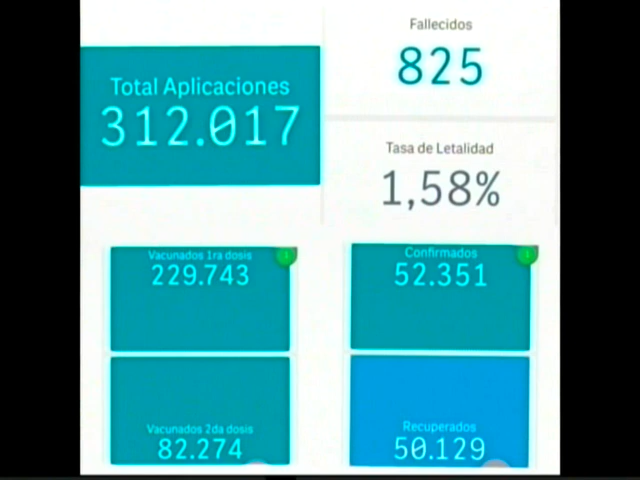 Fallecidos
825
Total Aplicaciones
312.017
Tasa de Letalidad
1,58%
Vacunados 1ra dosis
229.743
Confirmados
52.351
Vacunados 2da dosis
82.274
Recuperados
50.129